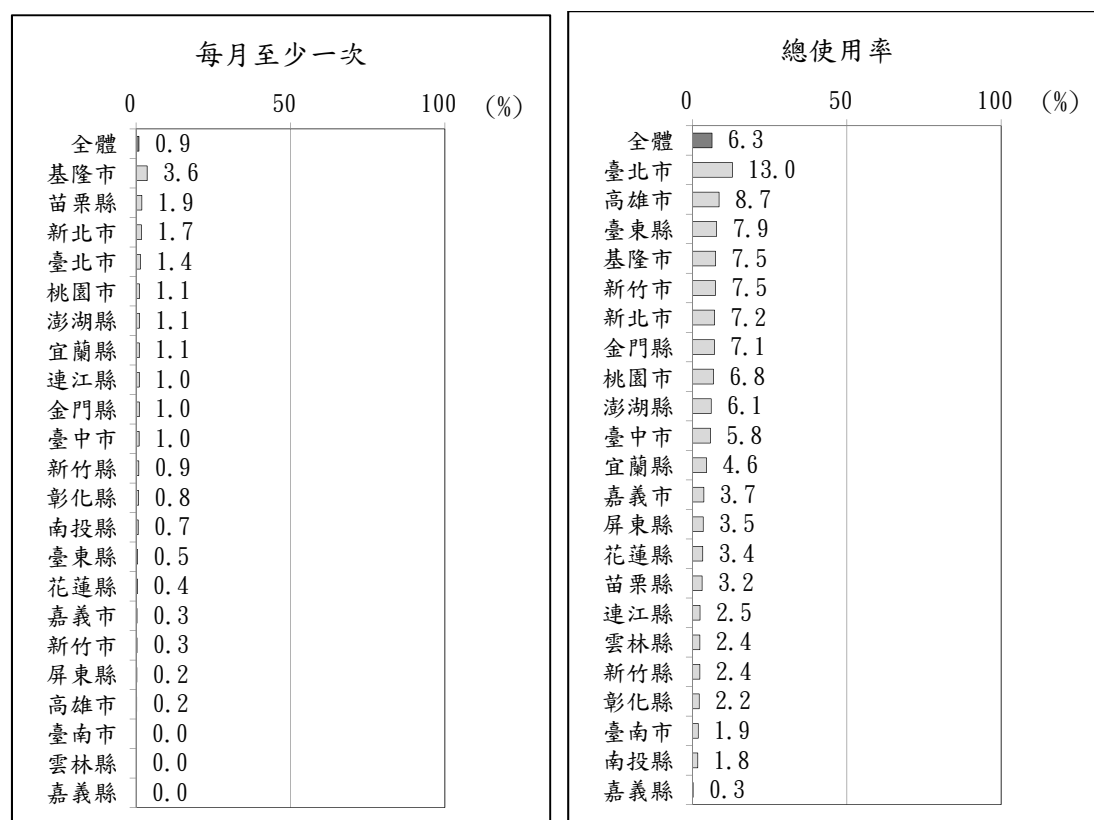 每月至少一次
0 50 100 (%)
全體 0.9
基隆市 3.6
苗栗縣 1.9
新北市 1.7
臺北市 1.4
桃園市 1.1
澎湖縣 1.1
宜蘭縣 1.1
連江縣 1.0
金門縣 1.0
臺中市 1.0
新竹縣 0.9
彰化縣 0.8
南投縣 0.7
臺東縣 0.5
花蓮縣 0.4
嘉義市 0.3
新竹市 0.3
屏東縣 0.2
高雄市 0.2
臺南市 0.0
雲林縣 0.0
嘉義縣 0.0
總使用率
0 50 100 (%)
全體 6.3
臺北市 13.0
高雄市 8.7
臺東縣 7.9
基隆市 7.5
新竹市 7.5
新北市 7.2
金門縣 7.1
桃園市 6.8
澎湖縣 6.1
臺中市 5.8
宜蘭縣 4.6
嘉義市 3.7
屏東縣 3.5
花蓮縣 3.4
苗栗縣 3.2
連江縣 2.5
雲林縣 2.4
新竹縣 2.4
彰化縣 2.2
臺南市 1.9
南投縣 1.8
嘉義縣 0.3